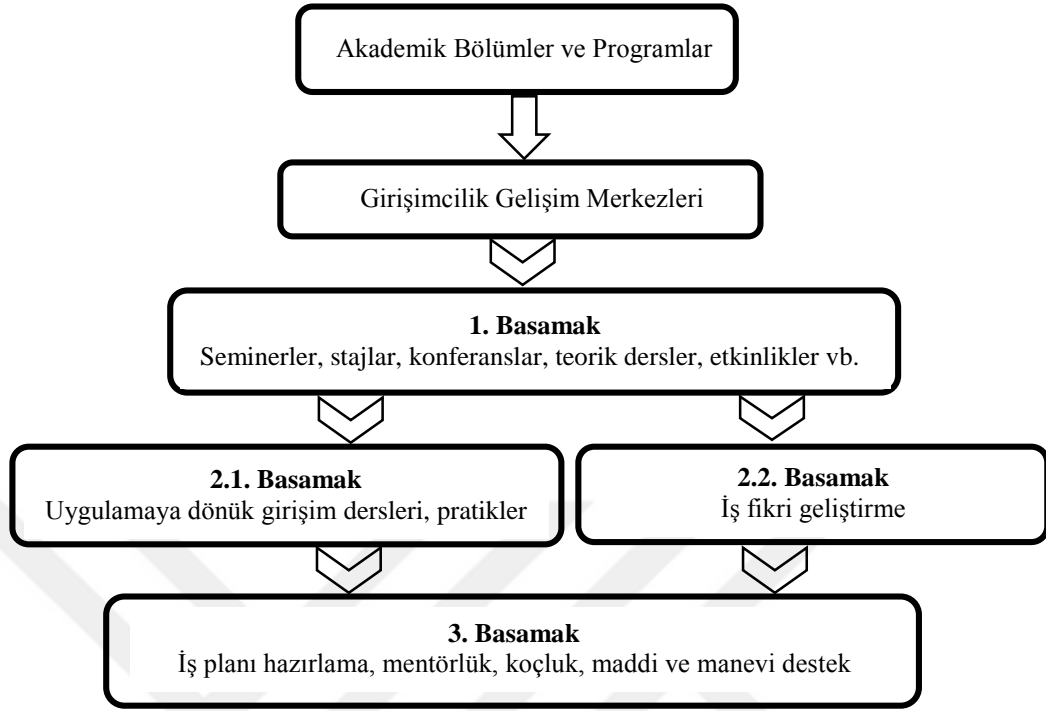 Akademik Bölümler ve Programlar
Girişimcilik Gelişim Merkezleri
1. Basamak
Seminerler, stajlar, konferanslar, teorik dersler, etkinlikler vb.
2.1. Basamak
Uygulamaya dönük girişim dersleri, pratikler
2.2. Basamak
İş fikri geliştirme
3. Basamak
İş planı hazırlama, mentörlük, koçluk, maddi ve manevi destek